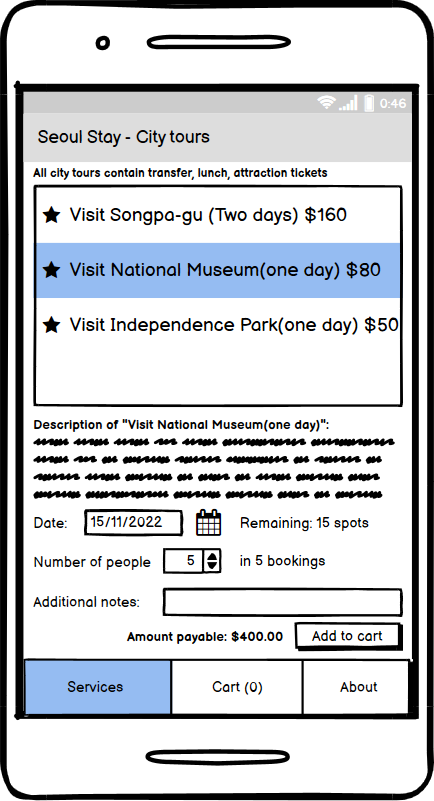 0:46
Seoul Stay - City tours
All city tours contain transfer, lunch, attraction tickets
★ Visit Songpa-gu (Two days) $160
★ Visit National Museum(one day) $80
★ Visit Independence Park(one day) $50
Description of "Visit National Museum(one day)":
Date: 15/11/2022 Remaining: 15 spots
Number of people 5 in 5 bookings
Additional notes:
Amount payable: $400.00 Add to cart
Services Cart (0) About